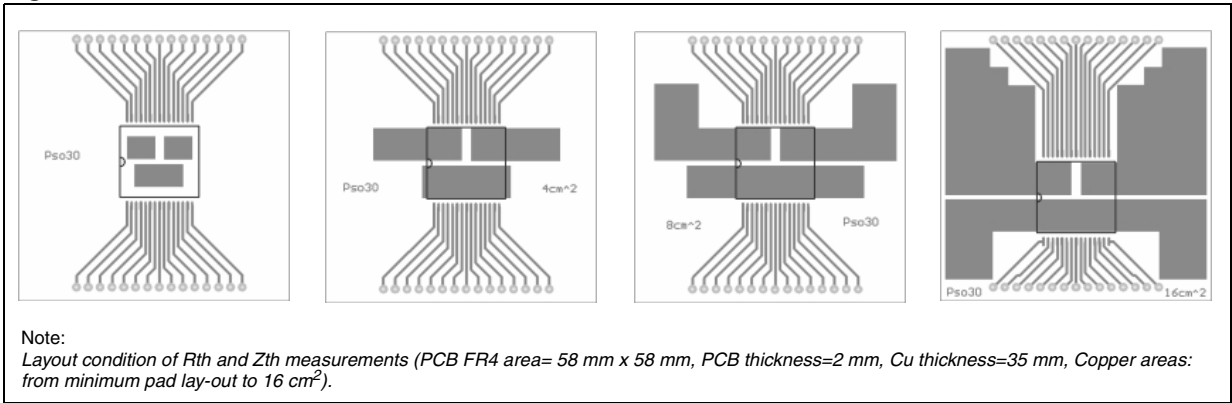 Pso30
Pso30
4cm^2
8cm^2
Pso30
Pso30
16cm^2
Note:
Layout condition of Rth and Zth measurements (PCB FR4 area= 58 mm x 58 mm, PCB thickness=2 mm, Cu thickness=35 mm, Copper areas:
from minimum pad lay-out to 16 cm²).